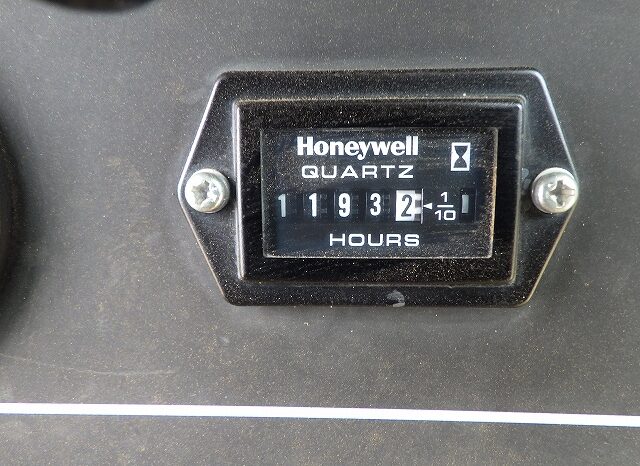 Honeywell
QUARTZ
1 1 9 3 2 ◄ 1/10
HOURS